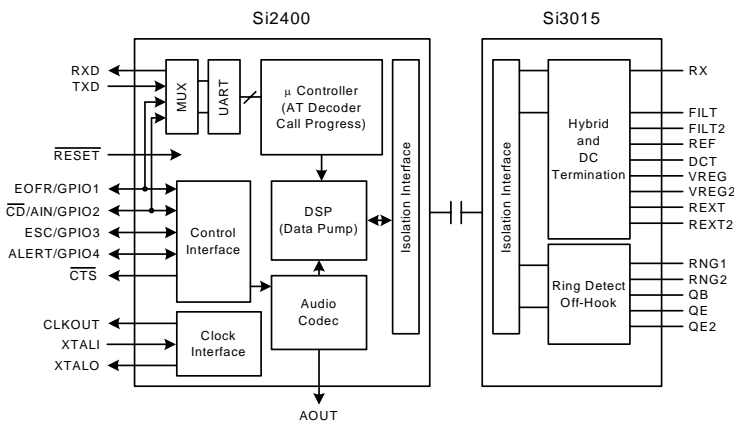 Si2400
Si3015
RXD
TXD
RESET
EOFR/GPIO1
CD/AIN/GPIO2
ESC/GPIO3
ALERT/GPIO4
CTS
CLKOUT
XTALI
XTALO
MUX
UART
µ Controller
(AT Decoder
Call Progress)
Control
Interface
DSP
(Data Pump)
Clock
Interface
Audio
Codec
AOUT
Isolation Interface
Isolation Interface
Hybrid
and
DC
Termination
Ring Detect
Off-Hook
RX
FILT
FILT2
REF
DCT
VREG
VREG2
REXT
REXT2
RNG1
RNG2
QB
QE
QE2